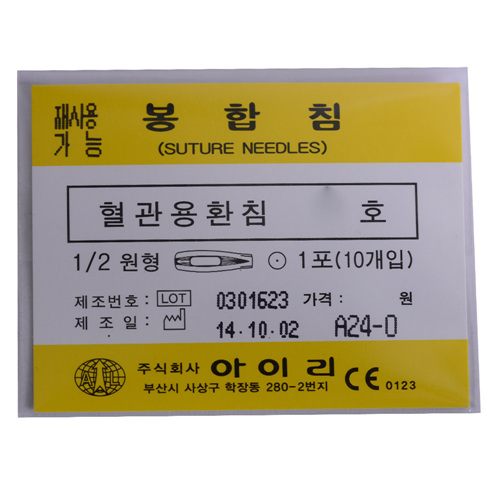 재사용
가능
봉합침
(SUTURE NEEDLES)
혈관용환침 호
1/2 원형 1포(10개입)
제조번호: LOT 0301623 가격: 원
제조일: 14.10.02 A24-0
주식회사 아이리
부산시 사상구 학장동 280-2번지 CE 0123